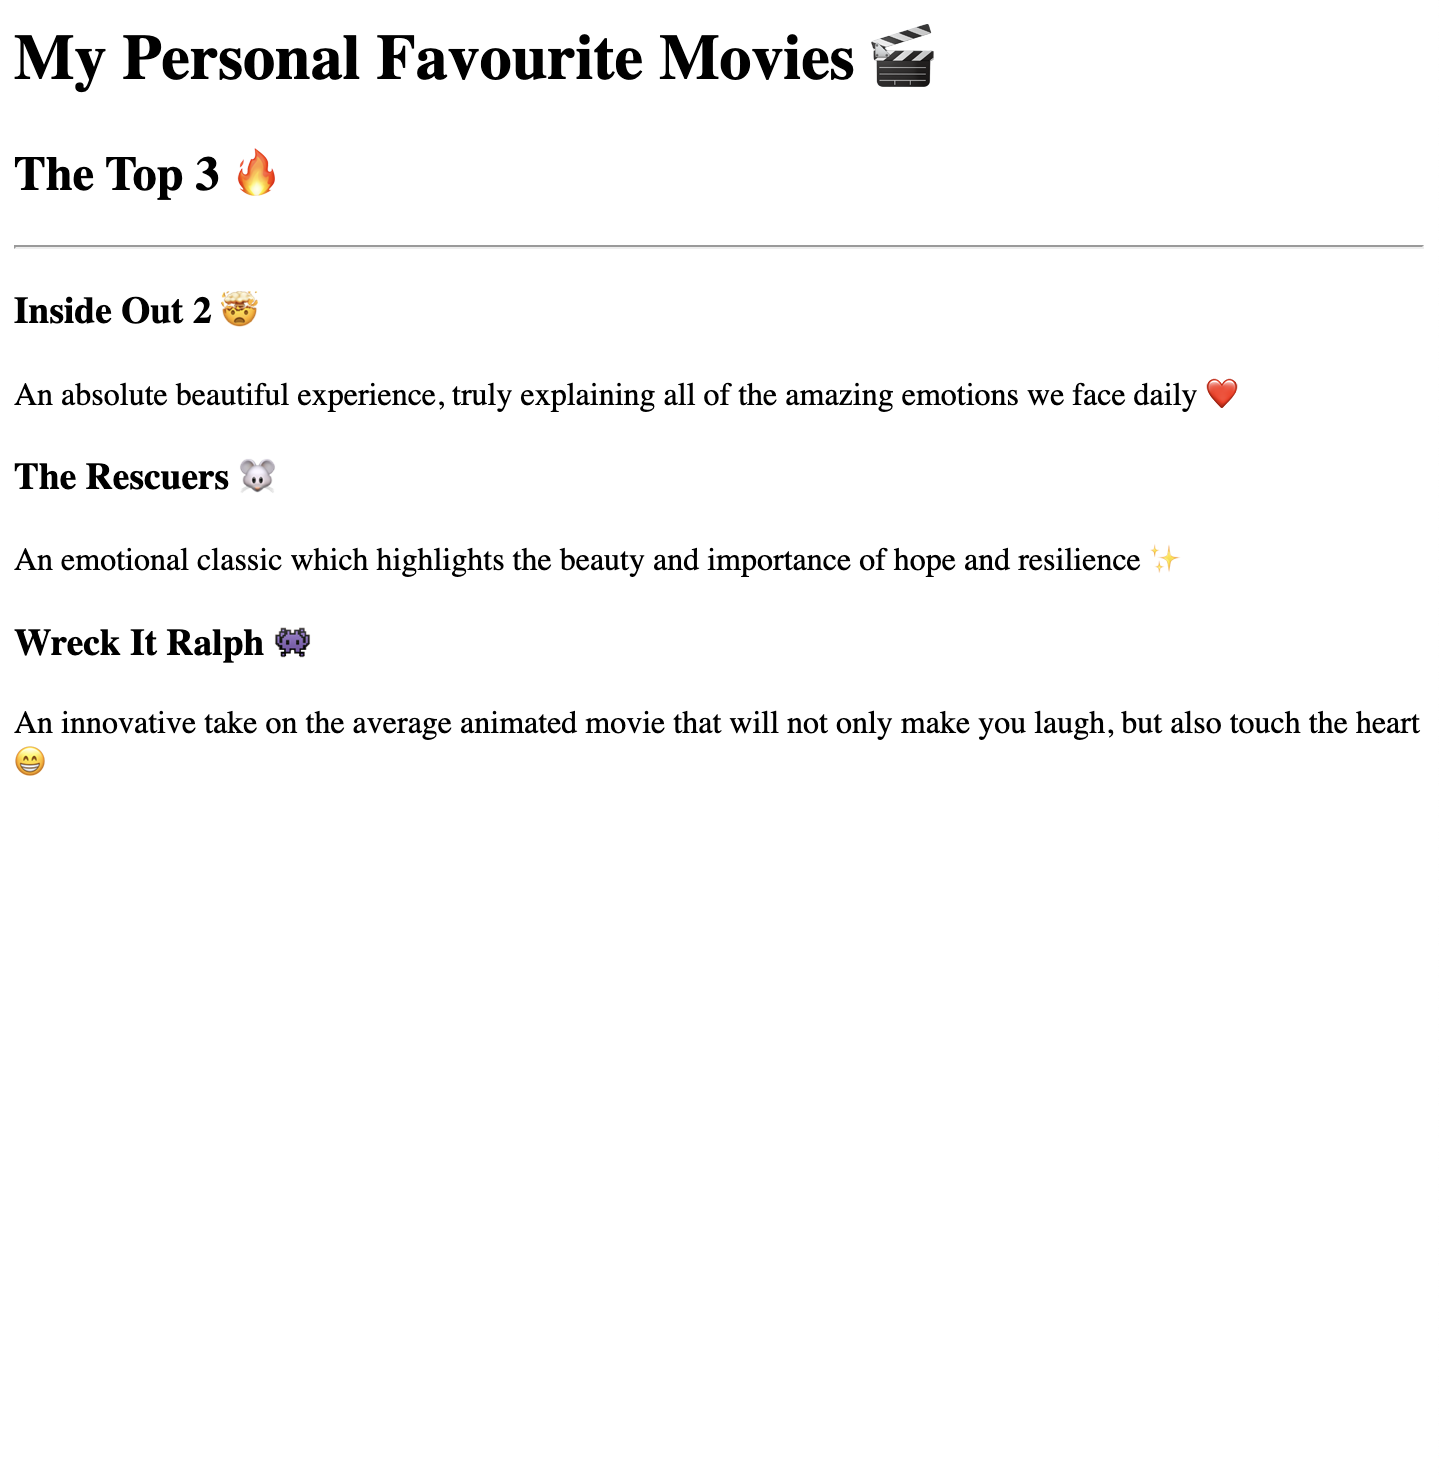 My Personal Favourite Movies 🎬
The Top 3 🔥
Inside Out 2 🤯
An absolute beautiful experience, truly explaining all of the amazing emotions we face daily ❤️
The Rescuers 🐭
An emotional classic which highlights the beauty and importance of hope and resilience ✨
Wreck It Ralph 👾
An innovative take on the average animated movie that will not only make you laugh, but also touch the heart
😁